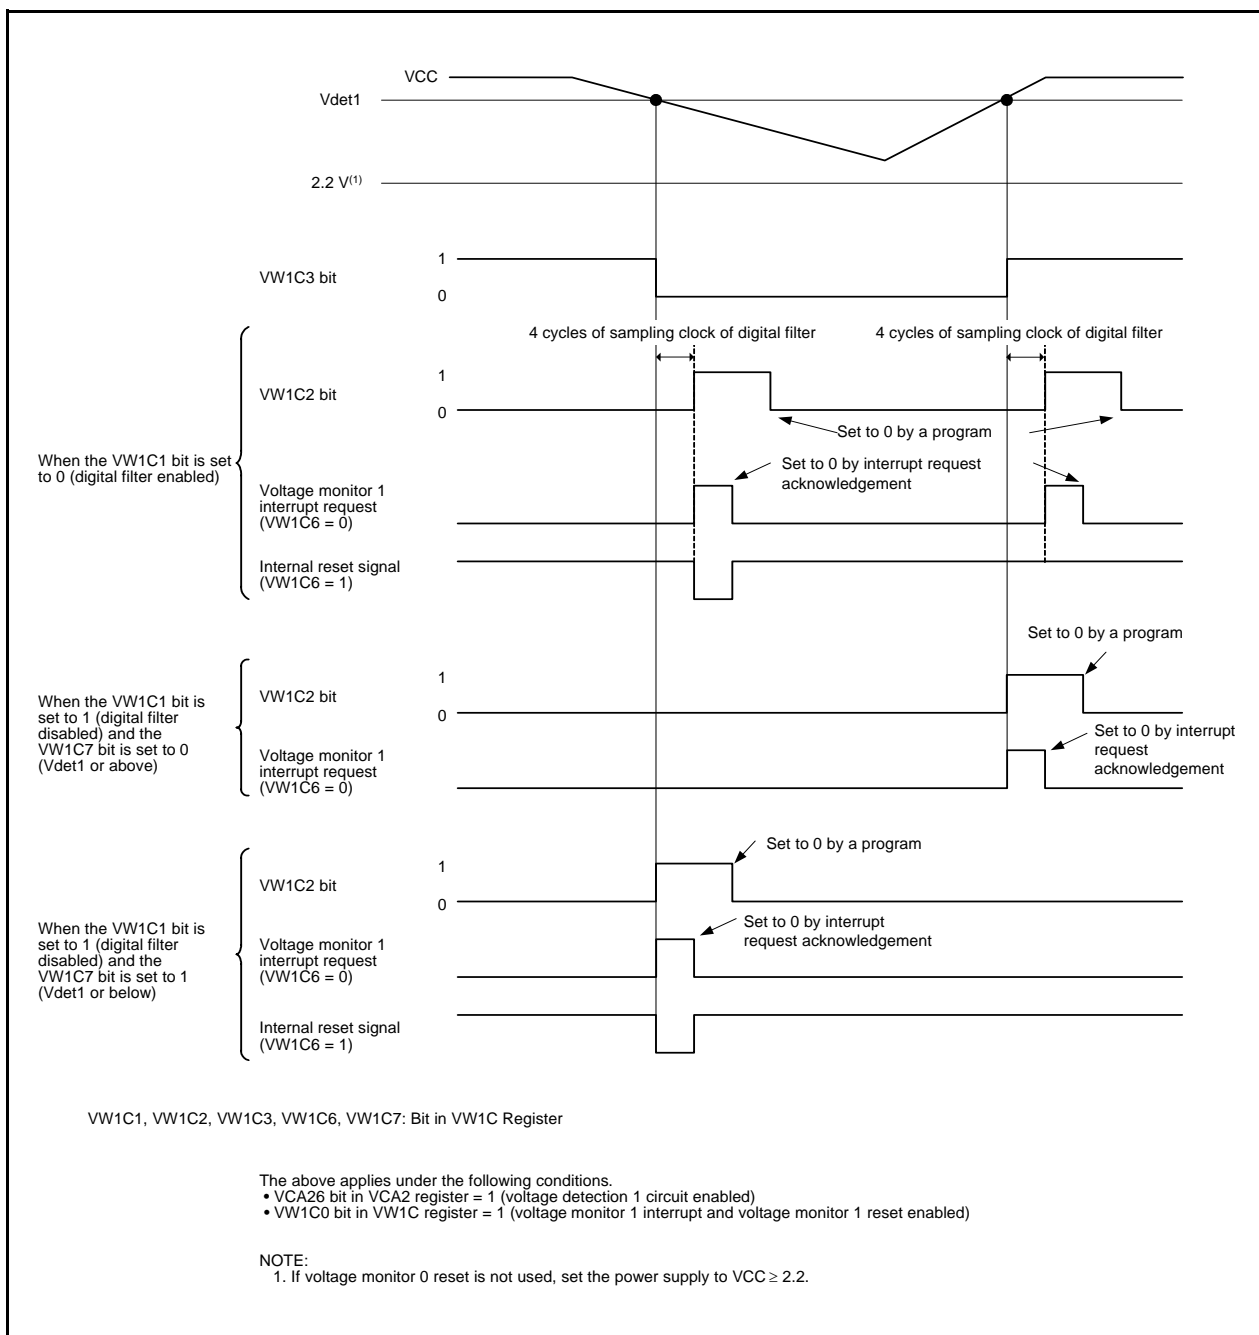 VCC
Vdet1
2.2 V(1)
VW1C3 bit
1
0
4 cycles of sampling clock of digital filter
4 cycles of sampling clock of digital filter
When the VW1C1 bit is set
to 0 (digital filter enabled)
VW1C2 bit
1
0
Set to 0 by a program
Set to 0 by interrupt request
acknowledgement
Voltage monitor 1
interrupt request
(VW1C6 = 0)
Internal reset signal
(VW1C6 = 1)
Set to 0 by a program
When the VW1C1 bit is
set to 1 (digital filter
disabled) and the
VW1C7 bit is set to 0
(Vdet1 or above)
VW1C2 bit
1
0
Set to 0 by interrupt
request
acknowledgement
Voltage monitor 1
interrupt request
(VW1C6 = 0)
Set to 0 by a program
When the VW1C1 bit is
set to 1 (digital filter
disabled) and the
VW1C7 bit is set to 1
(Vdet1 or below)
VW1C2 bit
1
0
Set to 0 by interrupt
request acknowledgement
Voltage monitor 1
interrupt request
(VW1C6 = 0)
Internal reset signal
(VW1C6 = 1)
VW1C1, VW1C2, VW1C3, VW1C6, VW1C7: Bit in VW1C Register
The above applies under the following conditions.
• VCA26 bit in VCA2 register = 1 (voltage detection 1 circuit enabled)
• VW1C0 bit in VW1C register = 1 (voltage monitor 1 interrupt and voltage monitor 1 reset enabled)
NOTE:
1. If voltage monitor 0 reset is not used, set the power supply to VCC ≥ 2.2.